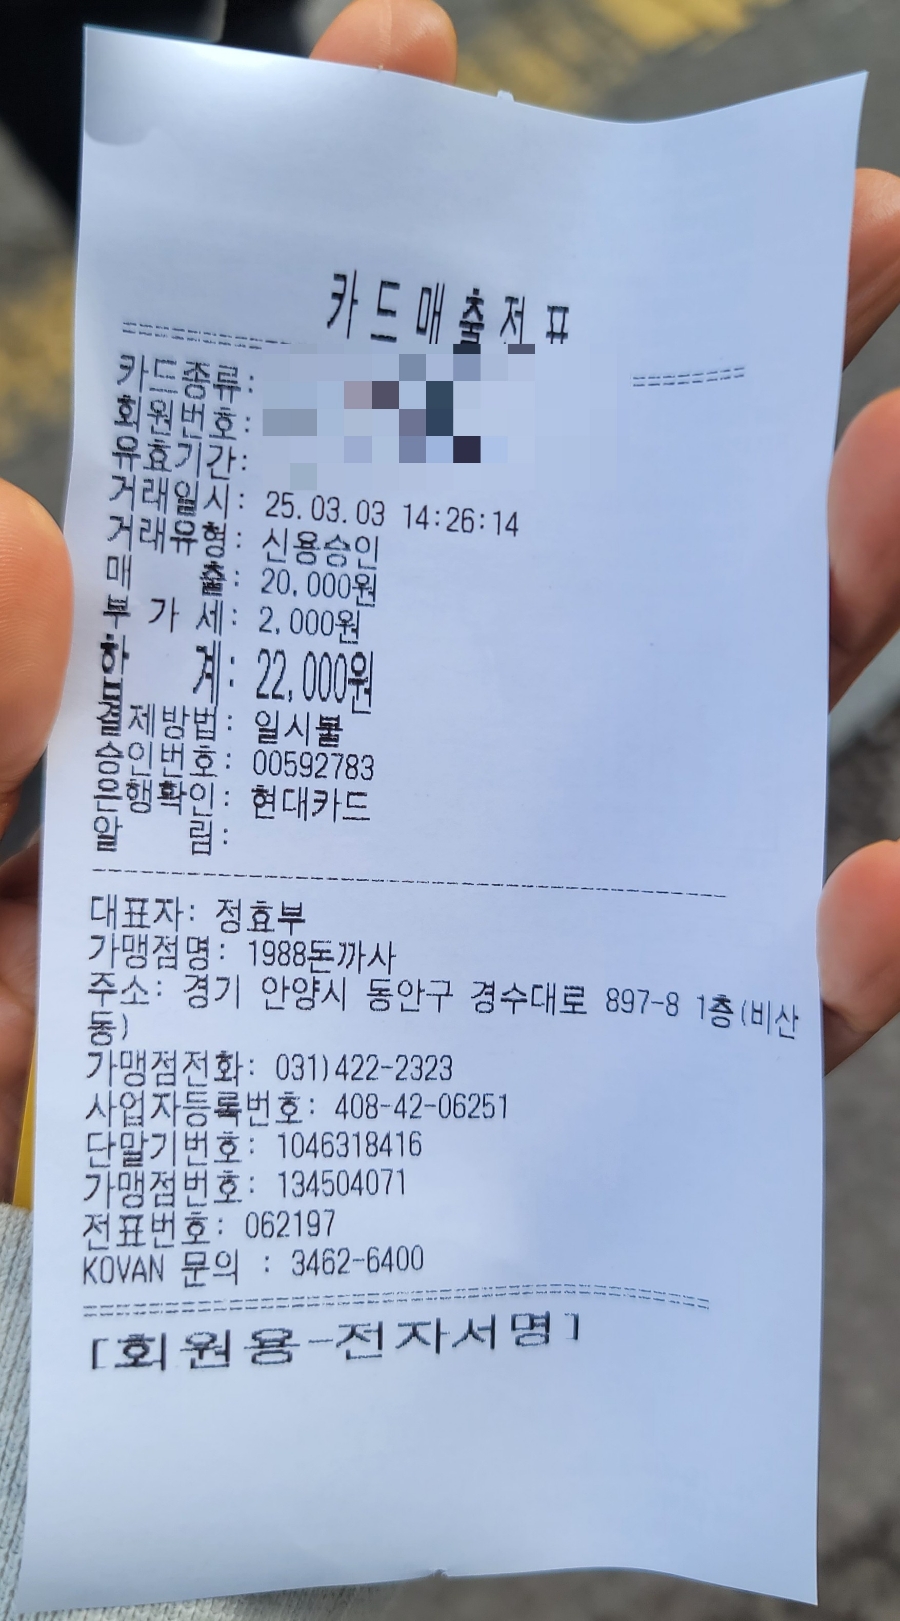 카드매출전표
================
카드종류:
회원번호:
유효기간:
거래일시: 25.03.03 14:26:14
거래유형: 신용승인
매 출: 20,000원
부 가 세: 2,000원
합 계: 22,000원
결제방법: 일시불
승인번호: 00592783
은행확인: 현대카드
알 림:
----------------
대표자: 정효부
가맹점명: 1988돈까사
주소: 경기 안양시 동안구 경수대로 897-8 1층(비산
동)
가맹점전화: 031)422-2323
사업자등록번호: 408-42-06251
단말기번호: 1046318416
가맹점번호: 134504071
전표번호: 062197
KOVAN 문의 : 3462-6400
================
[회원용-전자서명]